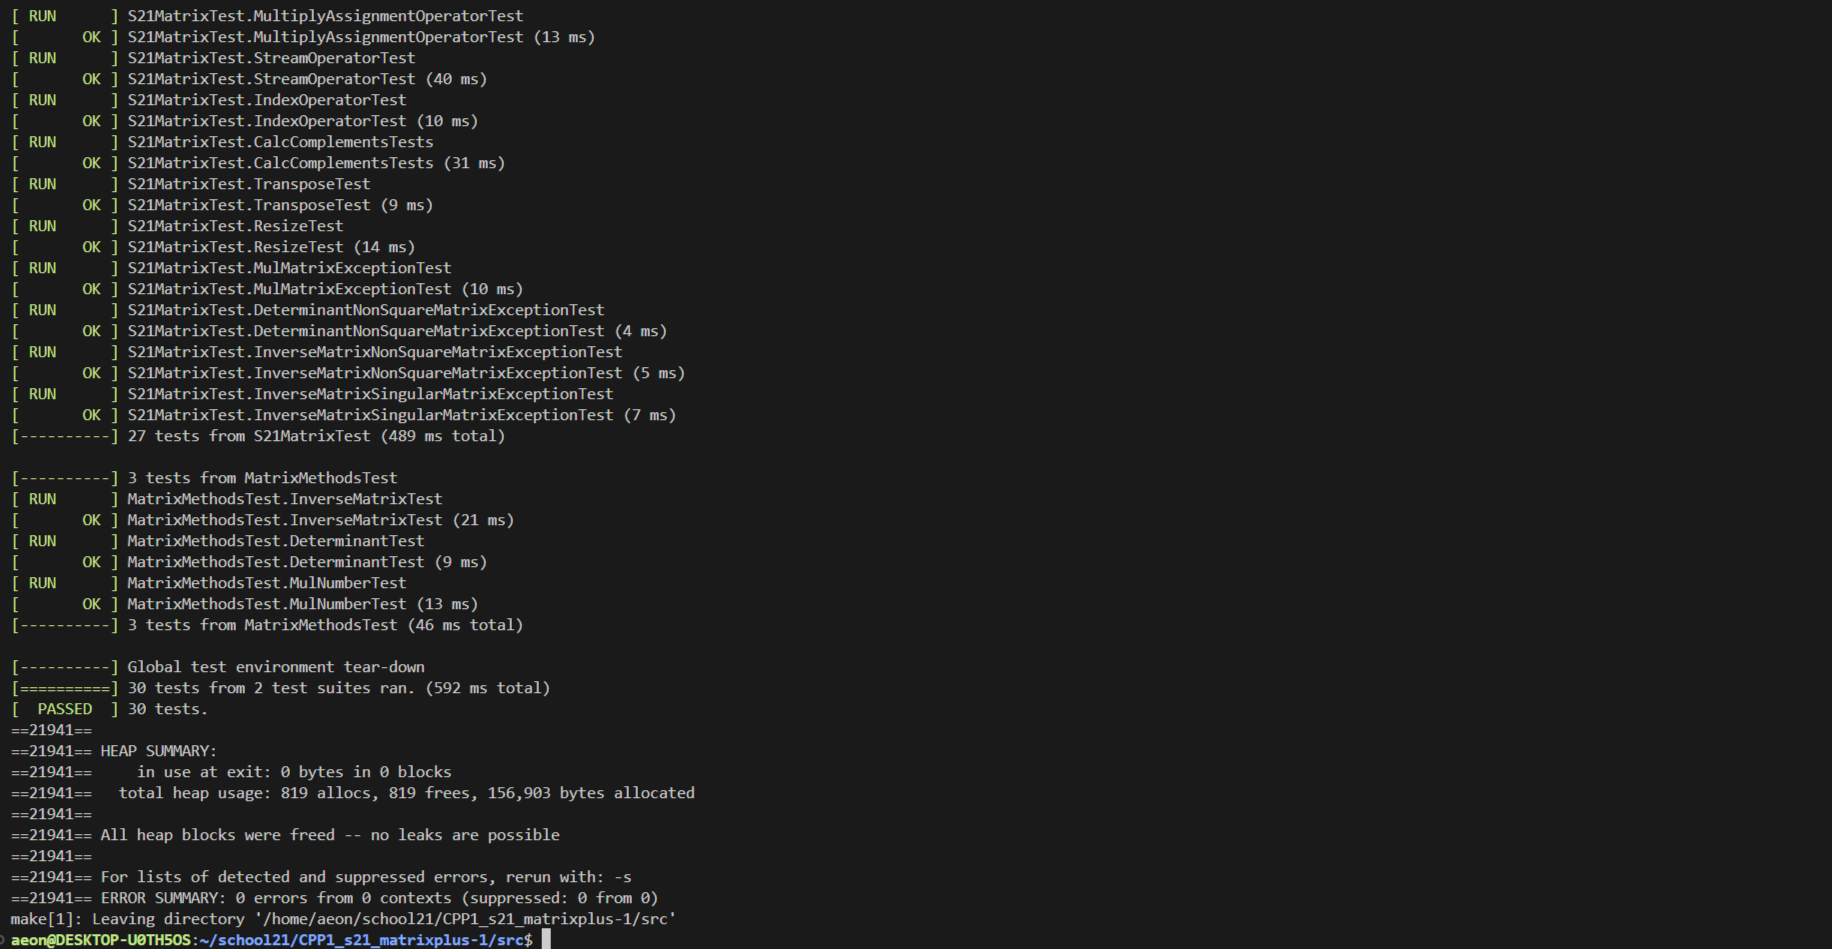 [ RUN      ] S21MatrixTest.MultiplyAssignmentOperatorTest
[       OK ] S21MatrixTest.MultiplyAssignmentOperatorTest (13 ms)
[ RUN      ] S21MatrixTest.StreamOperatorTest
[       OK ] S21MatrixTest.StreamOperatorTest (40 ms)
[ RUN      ] S21MatrixTest.IndexOperatorTest
[       OK ] S21MatrixTest.IndexOperatorTest (10 ms)
[ RUN      ] S21MatrixTest.CalcComplementsTests
[       OK ] S21MatrixTest.CalcComplementsTests (31 ms)
[ RUN      ] S21MatrixTest.TransposeTest
[       OK ] S21MatrixTest.TransposeTest (9 ms)
[ RUN      ] S21MatrixTest.ResizeTest
[       OK ] S21MatrixTest.ResizeTest (14 ms)
[ RUN      ] S21MatrixTest.MulMatrixExceptionTest
[       OK ] S21MatrixTest.MulMatrixExceptionTest (10 ms)
[ RUN      ] S21MatrixTest.DeterminantNonSquareMatrixExceptionTest
[       OK ] S21MatrixTest.DeterminantNonSquareMatrixExceptionTest (4 ms)
[ RUN      ] S21MatrixTest.InverseMatrixNonSquareMatrixExceptionTest
[       OK ] S21MatrixTest.InverseMatrixNonSquareMatrixExceptionTest (5 ms)
[ RUN      ] S21MatrixTest.InverseMatrixSingularMatrixExceptionTest
[       OK ] S21MatrixTest.InverseMatrixSingularMatrixExceptionTest (7 ms)
[----------] 27 tests from S21MatrixTest (489 ms total)

[----------] 3 tests from MatrixMethodsTest
[ RUN      ] MatrixMethodsTest.InverseMatrixTest
[       OK ] MatrixMethodsTest.InverseMatrixTest (21 ms)
[ RUN      ] MatrixMethodsTest.DeterminantTest
[       OK ] MatrixMethodsTest.DeterminantTest (9 ms)
[ RUN      ] MatrixMethodsTest.MulNumberTest
[       OK ] MatrixMethodsTest.MulNumberTest (13 ms)
[----------] 3 tests from MatrixMethodsTest (46 ms total)

[----------] Global test environment tear-down
[==========] 30 tests from 2 test suites ran. (592 ms total)
[  PASSED  ] 30 tests.
==21941==
==21941== HEAP SUMMARY:
==21941==     in use at exit: 0 bytes in 0 blocks
==21941==   total heap usage: 819 allocs, 819 frees, 156,903 bytes allocated
==21941==
==21941== All heap blocks were freed -- no leaks are possible
==21941==
==21941== For lists of detected and suppressed errors, rerun with: -s
==21941== ERROR SUMMARY: 0 errors from 0 contexts (suppressed: 0 from 0)
make[1]: Leaving directory '/home/aeon/school21/CPP1_s21_matrixplus-1/src'
aeon@DESKTOP-U0TH5OS:~/school21/CPP1_s21_matrixplus-1/src$